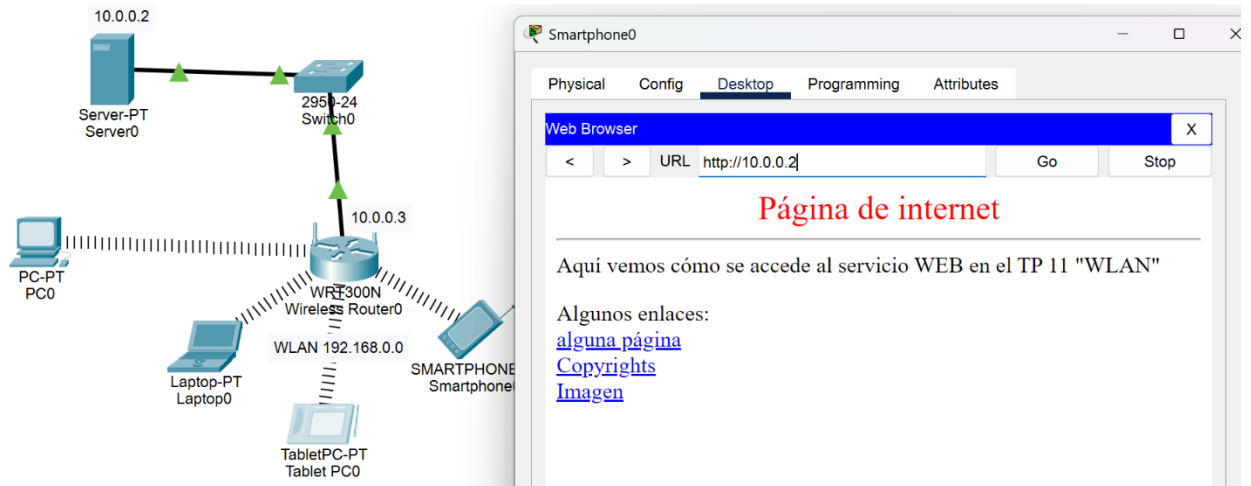 10.0.0.2
Server-PT
Server0
2950-24
Switch0
10.0.0.3
PC-PT
PC0
WRT300N
Wireless Router0
WLAN 192.168.0.0
Laptop-PT
Laptop0
SMARTPHONE
Smartphone
TabletPC-PT
Tablet PC0
Smartphone0
Physical Config Desktop Programming Attributes
Web Browser X
< > URL http://10.0.0.2 Go Stop
Página de internet
Aquí vemos cómo se accede al servicio WEB en el TP 11 "WLAN"
Algunos enlaces:
alguna página
Copyrights
Imagen